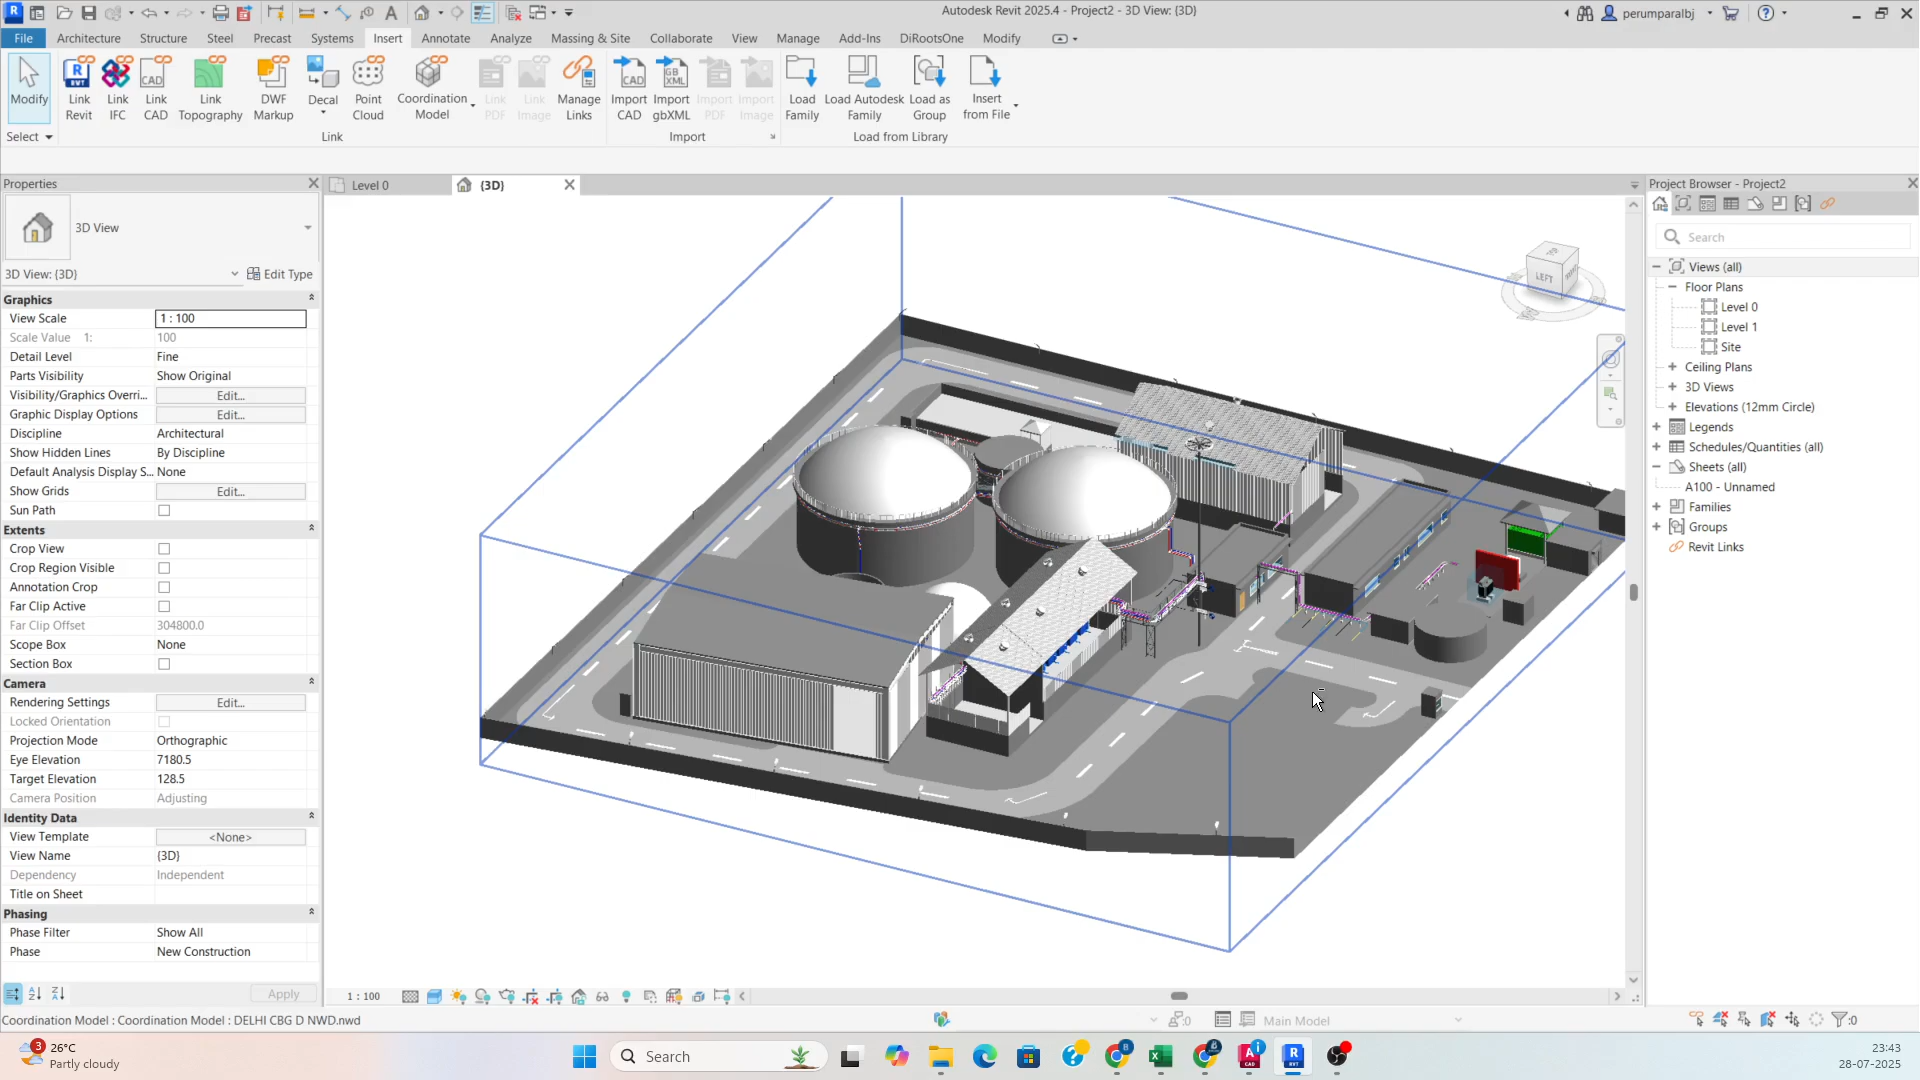 Autodesk Revit 2025.4 - Project2 - 3D View: {3D}
perumparalbj
File Architecture Structure Steel Precast Systems Insert Annotate Analyze Massing & Site Collaborate View Manage Add-Ins DiRootsOne Modify
Modify
Link Revit
Link IFC
Link CAD
Link Topography
DWF Markup
Decal
Point Cloud
Coordination Model
Link PDF
Link Image
Manage Links
Import CAD
Import gbXML
Import PDF
Import Image
Load Family
Load Autodesk Family
Load as Group
Insert from File
Select Link Import Load from Library
Properties
3D View
3D View: {3D}
Edit Type
Graphics
View Scale 1 : 100
Scale Value 1: 100
Detail Level Fine
Parts Visibility Show Original
Visibility/Graphics Overri... Edit...
Graphic Display Options Edit...
Discipline Architectural
Show Hidden Lines By Discipline
Default Analysis Display S... None
Show Grids Edit...
Sun Path
Extents
Crop View
Crop Region Visible
Annotation Crop
Far Clip Active
Far Clip Offset 304800.0
Scope Box None
Section Box
Camera
Rendering Settings Edit...
Locked Orientation
Projection Mode Orthographic
Eye Elevation 7180.5
Target Elevation 128.5
Camera Position Adjusting
Identity Data
View Template <None>
View Name {3D}
Dependency Independent
Title on Sheet
Phasing
Phase Filter Show All
Phase New Construction
Apply
Level 0
{3D}
LEFT
1 : 100
Project Browser - Project2
Search
Views (all)
Floor Plans
Level 0
Level 1
Site
Ceiling Plans
3D Views
Elevations (12mm Circle)
Legends
Schedules/Quantities (all)
Sheets (all)
A100 - Unnamed
Families
Groups
Revit Links
Coordination Model : Coordination Model : DELHI CBG D NWD.nwd
:0
Main Model
:0
3
26°C
Partly cloudy
Search
23:43
28-07-2025